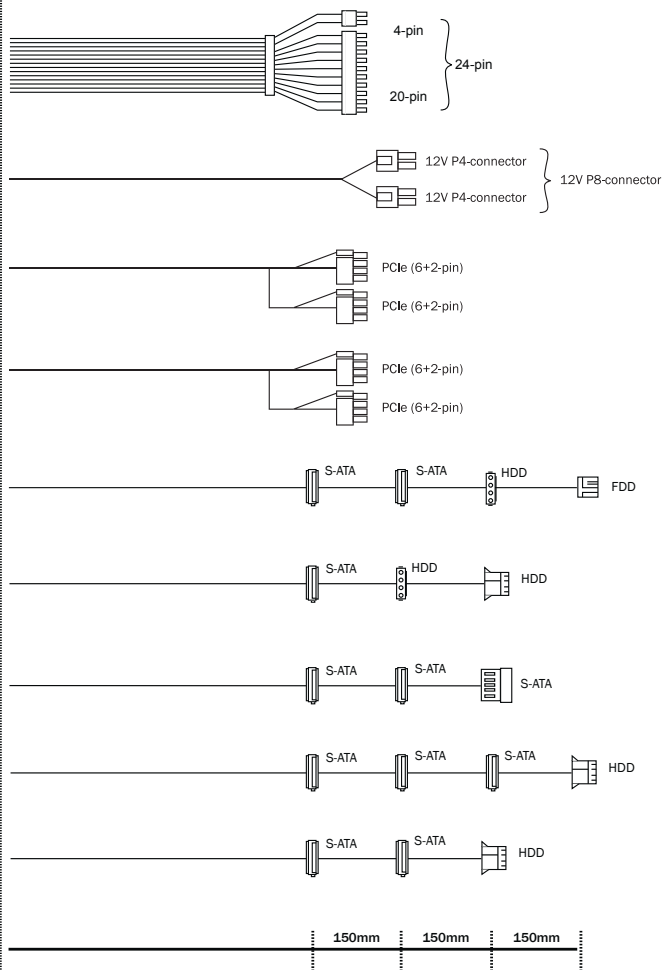 4-pin
24-pin
20-pin
12V P4-connector
12V P8-connector
12V P4-connector
PCIe (6+2-pin)
PCIe (6+2-pin)
PCIe (6+2-pin)
PCIe (6+2-pin)
S-ATA S-ATA HDD FDD
S-ATA HDD HDD
S-ATA S-ATA S-ATA
S-ATA S-ATA S-ATA HDD
S-ATA S-ATA HDD
150mm 150mm 150mm